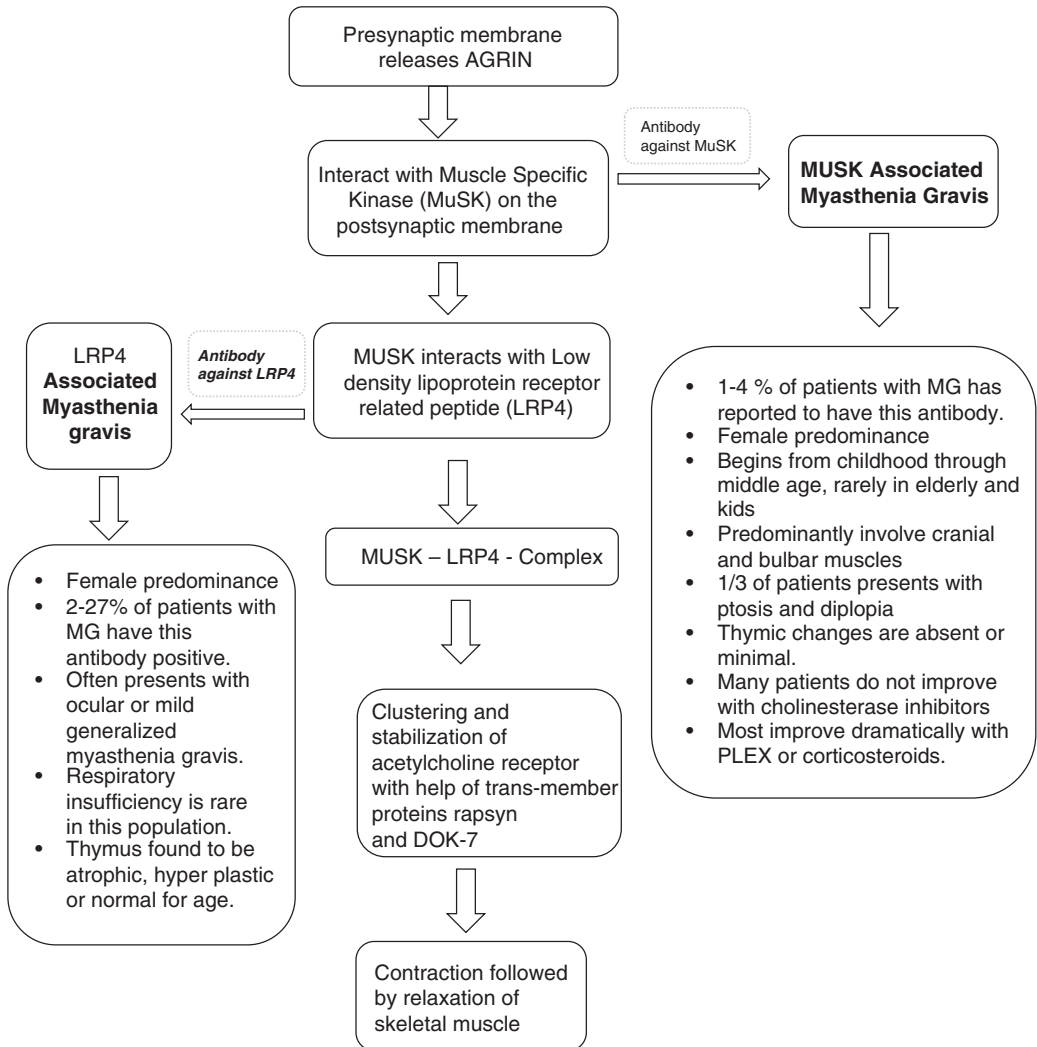 Presynaptic membrane
releases AGRIN
Antibody
against MuSK
Interact with Muscle Specific
Kinase (MuSK) on the
postsynaptic membrane
MUSK Associated
Myasthenia Gravis
LRP4
Associated
Myasthenia
gravis
Antibody
against LRP4
MUSK interacts with Low
density lipoprotein receptor
related peptide (LRP4)
• 1-4 % of patients with MG has
reported to have this antibody.
• Female predominance
• Begins from childhood through
middle age, rarely in elderly and
kids
• Predominantly involve cranial
and bulbar muscles
• 1/3 of patients presents with
ptosis and diplopia
• Thymic changes are absent or
minimal.
• Many patients do not improve
with cholinesterase inhibitors
• Most improve dramatically with
PLEX or corticosteroids.
MUSK – LRP4 - Complex
• Female predominance
• 2-27% of patients with
MG have this
antibody positive.
• Often presents with
ocular or mild
generalized
myasthenia gravis.
• Respiratory
insufficiency is rare
in this population.
• Thymus found to be
atrophic, hyper plastic
or normal for age.
Clustering and
stabilization of
acetylcholine receptor
with help of trans-member
proteins rapsyn
and DOK-7
Contraction followed
by relaxation of
skeletal muscle